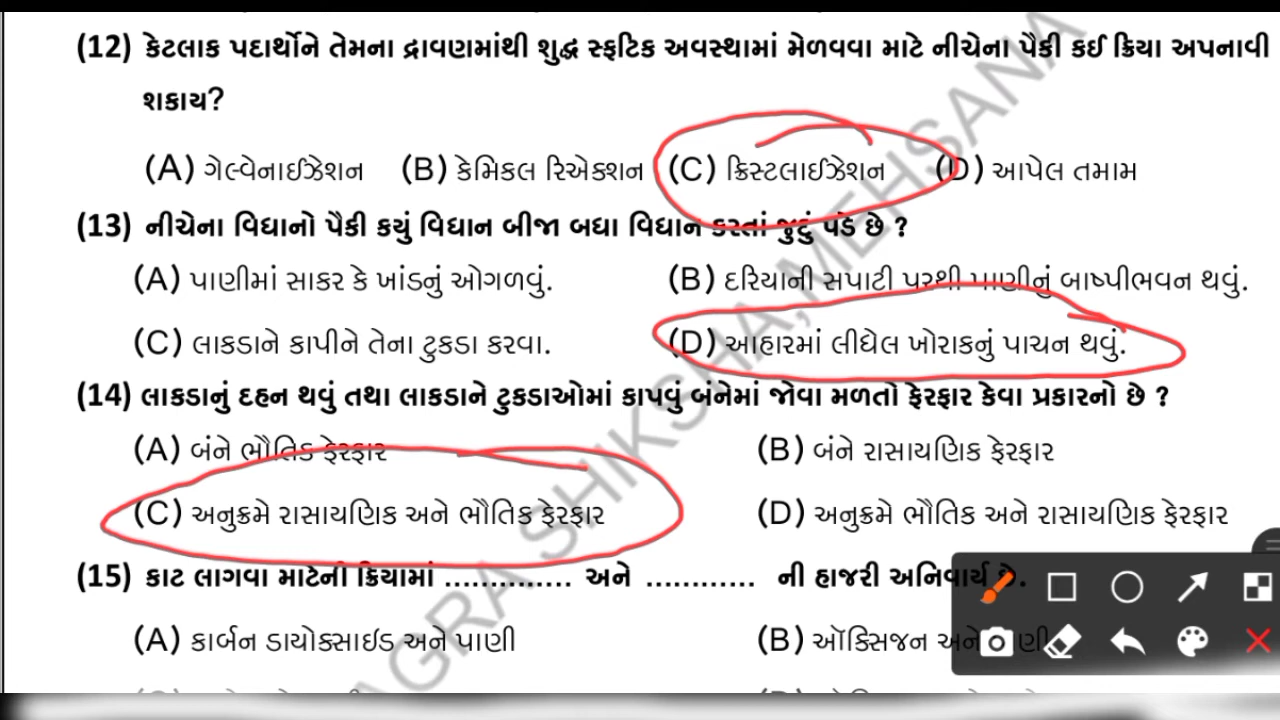 (12) કેટલાક પદાર્થોને તેમના દ્રાવણમાંથી શુદ્ધ સ્ફટિક અવસ્થામાં મેળવવા માટે નીચેના પૈકી કઈ ક્રિયા અપનાવી
શકાય?
(A) ગેલ્વેનાઈઝેશન (B) કેમિકલ રિએક્શન (C) ક્રિસ્ટલાઈઝેશન (D) આપેલ તમામ
(13) નીચેના વિધાનો પૈકી કયું વિધાન બીજા બધા વિધાન કરતાં જુદું પડે છે ?
(A) પાણીમાં સાકર કે ખાંડનું ઓગળવું. (B) દરિયાની સપાટી પરથી પાણીનું બાષ્પીભવન થવું.
(C) લાકડાને કાપીને તેના ટુકડા કરવા. (D) આહારમાં લીધેલ ખોરાકનું પાચન થવું.
(14) લાકડાનું દહન થવું તથા લાકડાને ટુકડાઓમાં કાપવું બંનેમાં જોવા મળતો ફેરફાર કેવા પ્રકારનો છે ?
(A) બંને ભૌતિક ફેરફાર (B) બંને રાસાયણિક ફેરફાર
(C) અનુક્રમે રાસાયણિક અને ભૌતિક ફેરફાર (D) અનુક્રમે ભૌતિક અને રાસાયણિક ફેરફાર
(15) કાટ લાગવા માટેની ક્રિયામાં .............. અને ............ ની હાજરી અનિવાર્ય છે.
(A) કાર્બન ડાયોક્સાઇડ અને પાણી (B) ઑક્સિજન અને
AGRA SHIKSHA, MEHSANA